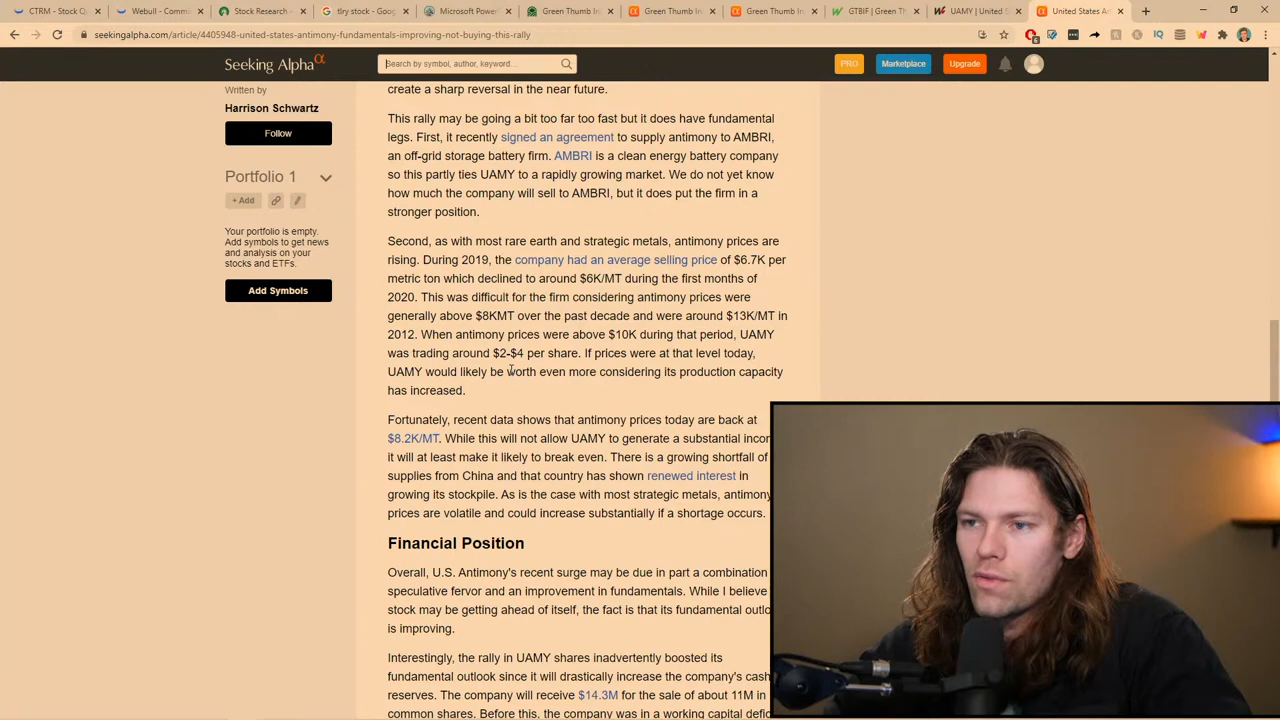 CTRM - Stock Q
Webull - Comm
Stock Research
tlry stock - Goo
Microsoft Power
Green Thumb In
Green Thumb In
Green Thumb In
GTBIF | Green Th
UAMY | United S
United States A
seekingalpha.com/article/4405948-united-states-antimony-fundamentals-improving-not-buying-this-rally
Seeking Alpha α
Search by symbol, author, keyword...
PRO
Marketplace
Upgrade
Written by
Harrison Schwartz
Follow
Portfolio 1
+ Add
Your portfolio is empty.
Add symbols to get news
and analysis on your
stocks and ETFs.
Add Symbols
create a sharp reversal in the near future.
This rally may be going a bit too far too fast but it does have fundamental
legs. First, it recently signed an agreement to supply antimony to AMBRI,
an off-grid storage battery firm. AMBRI is a clean energy battery company
so this partly ties UAMY to a rapidly growing market. We do not yet know
how much the company will sell to AMBRI, but it does put the firm in a
stronger position.
Second, as with most rare earth and strategic metals, antimony prices are
rising. During 2019, the company had an average selling price of $6.7K per
metric ton which declined to around $6K/MT during the first months of
2020. This was difficult for the firm considering antimony prices were
generally above $8KMT over the past decade and were around $13K/MT in
2012. When antimony prices were above $10K during that period, UAMY
was trading around $2-$4 per share. If prices were at that level today,
UAMY would likely be worth even more considering its production capacity
has increased.
Fortunately, recent data shows that antimony prices today are back at
$8.2K/MT. While this will not allow UAMY to generate a substantial incor
it will at least make it likely to break even. There is a growing shortfall of
supplies from China and that country has shown renewed interest in
growing its stockpile. As is the case with most strategic metals, antimony
prices are volatile and could increase substantially if a shortage occurs.
Financial Position
Overall, U.S. Antimony's recent surge may be due in part a combination
speculative fervor and an improvement in fundamentals. While I believe
stock may be getting ahead of itself, the fact is that its fundamental outlo
is improving.
Interestingly, the rally in UAMY shares inadvertently boosted its
fundamental outlook since it will drastically increase the company's cash
reserves. The company will receive $14.3M for the sale of about 11M in
common shares. Before this, the company was in a working capital defic